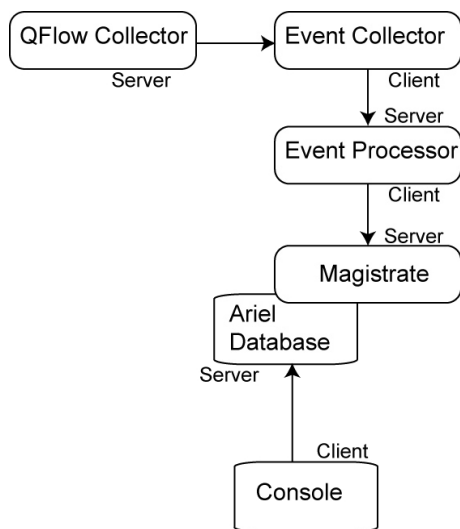 QFlow Collector
Event Collector
Server
Client
Server
Event Processor
Client
Server
Magistrate
Ariel
Database
Server
Client
Console